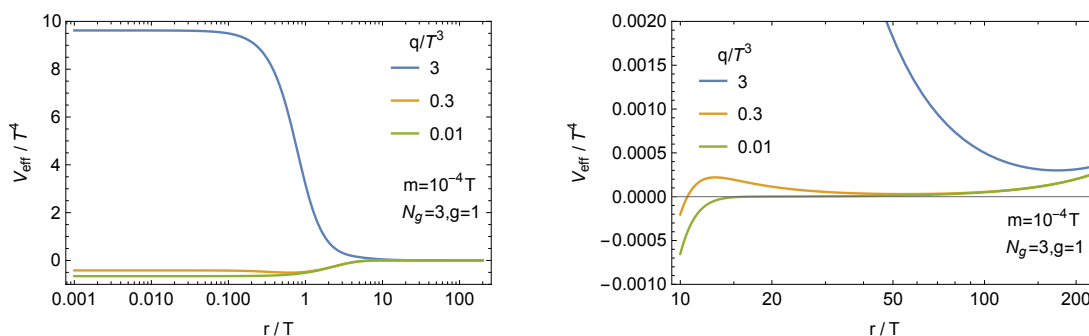 10
8
6
4
2
0
V_eff / T^4
0.001 0.010 0.100 1 10 100
r / T
q/T^3
3
0.3
0.01
m=10^-4 T
N_g=3,g=1
0.0020
0.0015
0.0010
0.0005
0.0000
-0.0005
-0.0010
V_eff / T^4
10 20 50 100 200
r / T
q/T^3
3
0.3
0.01
m=10^-4 T
N_g=3,g=1